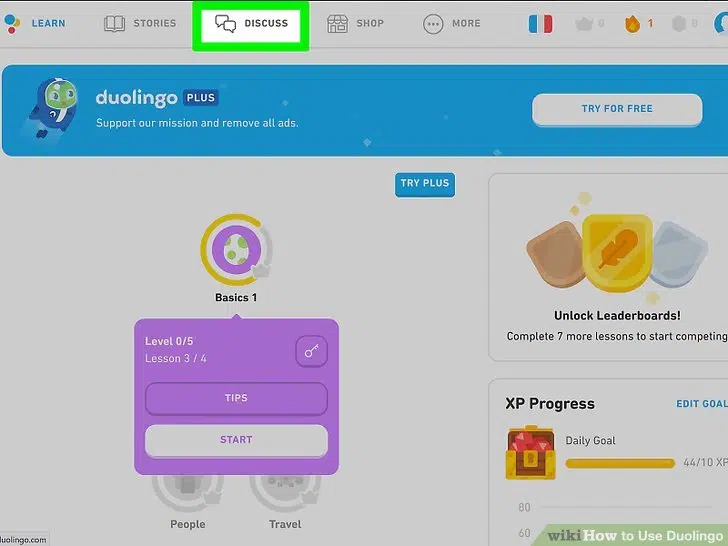 LEARN
STORIES
DISCUSS
SHOP
MORE
0
1
0
duolingo PLUS
Support our mission and remove all ads.
TRY FOR FREE
TRY PLUS
Basics 1
Level 0/5
Lesson 3 / 4
TIPS
START
People
Travel
Unlock Leaderboards!
Complete 7 more lessons to start competing
XP Progress
EDIT GOAL
Daily Goal
44/10 XP
80
60
duolingo.com
wikiHow to Use Duolingo